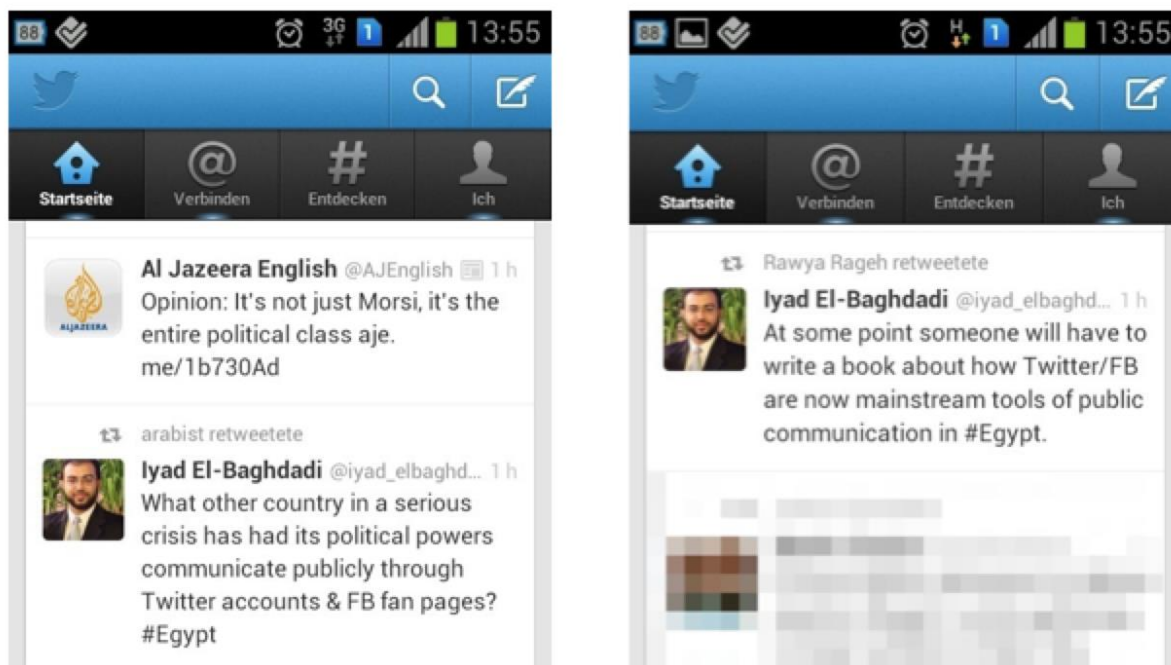 88 3G 1 13:55
Startseite Verbinden Entdecken Ich
Al Jazeera English @AJEnglish 1 h
Opinion: It's not just Morsi, it's the
entire political class aje.
me/1b730Ad
ALJAZEERA
arabist retweetete
Iyad El-Baghdadi @iyad_elbaghd... 1 h
What other country in a serious
crisis has had its political powers
communicate publicly through
Twitter accounts & FB fan pages?
#Egypt
88 H 1 13:55
Startseite Verbinden Entdecken Ich
Rawya Rageh retweetete
Iyad El-Baghdadi @iyad_elbaghd... 1 h
At some point someone will have to
write a book about how Twitter/FB
are now mainstream tools of public
communication in #Egypt.